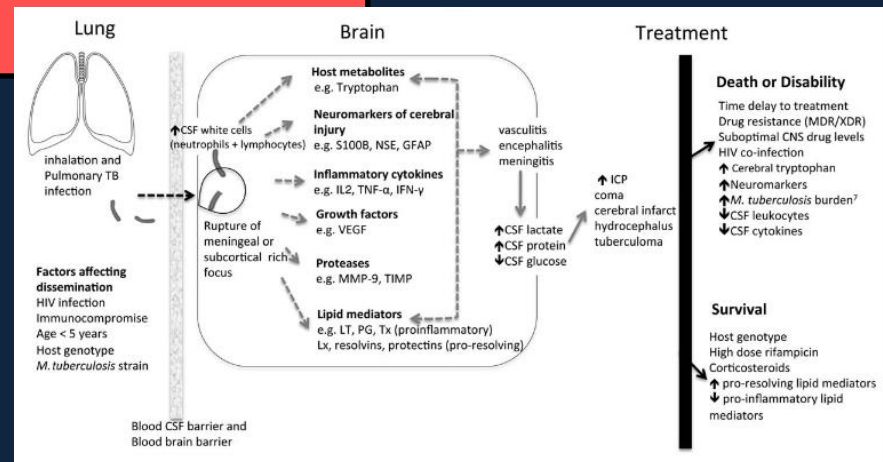 Lung
Brain
Treatment
inhalation and
Pulmonary TB
infection
Factors affecting
dissemination
HIV infection
Immunocompromise
Age < 5 years
Host genotype
M.tuberculosis strain
Blood CSF barrier and
Blood brain barrier
↑CSF white cells
(neutrophils + lymphocytes)
Rupture of
meningeal or
subcortical rich
focus
Host metabolites
e.g. Tryptophan
Neuromarkers of cerebral
injury
e.g. S100B, NSE, GFAP
Inflammatory cytokines
e.g. IL2, TNF-α, IFN-γ
Growth factors
e.g. VEGF
Proteases
e.g. MMP-9, TIMP
Lipid mediators
e.g. LT, PG, Tx (proinflammatory)
Lx, resolvins, protectins (pro-resolving)
vasculitis
encephalitis
meningitis
↑CSF lactate
↑CSF protein
↓CSF glucose
↑ ICP
coma
cerebral infarct
hydrocephalus
tuberculoma
Death or Disability
Time delay to treatment
Drug resistance (MDR/XDR)
Suboptimal CNS drug levels
HIV co-infection
↑ Cerebral tryptophan
↑Neuromarkers
↑M. tuberculosis burden⁷
↓CSF leukocytes
↓CSF cytokines
Survival
Host genotype
High dose rifampicin
Corticosteroids
↑ pro-resolving lipid mediators
↓ pro-inflammatory lipid
mediators